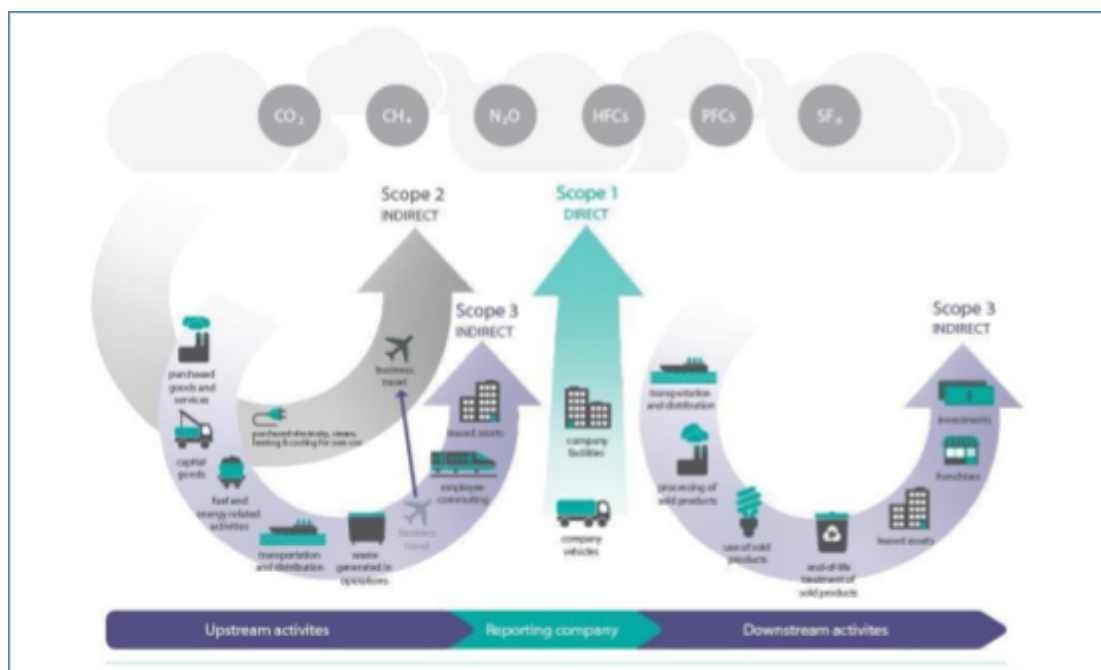 CO₂
CH₄
N₂O
HFCs
PFCs
SF₆
Scope 2
INDIRECT
Scope 1
DIRECT
Scope 3
INDIRECT
Scope 3
INDIRECT
purchased
goods and
services
capital
goods
fuel and
energy related
activities
transportation
and distribution
waste
generated in
operations
business
travel
purchased electricity, steam,
heating & cooling for own use
business
travel
employee
commuting
leased assets
company
facilities
company
vehicles
transportation
and distribution
processing of
sold products
use of sold
products
end-of-life
treatment of
sold products
leased assets
franchises
investments
Upstream activites
Reporting company
Downstream activites